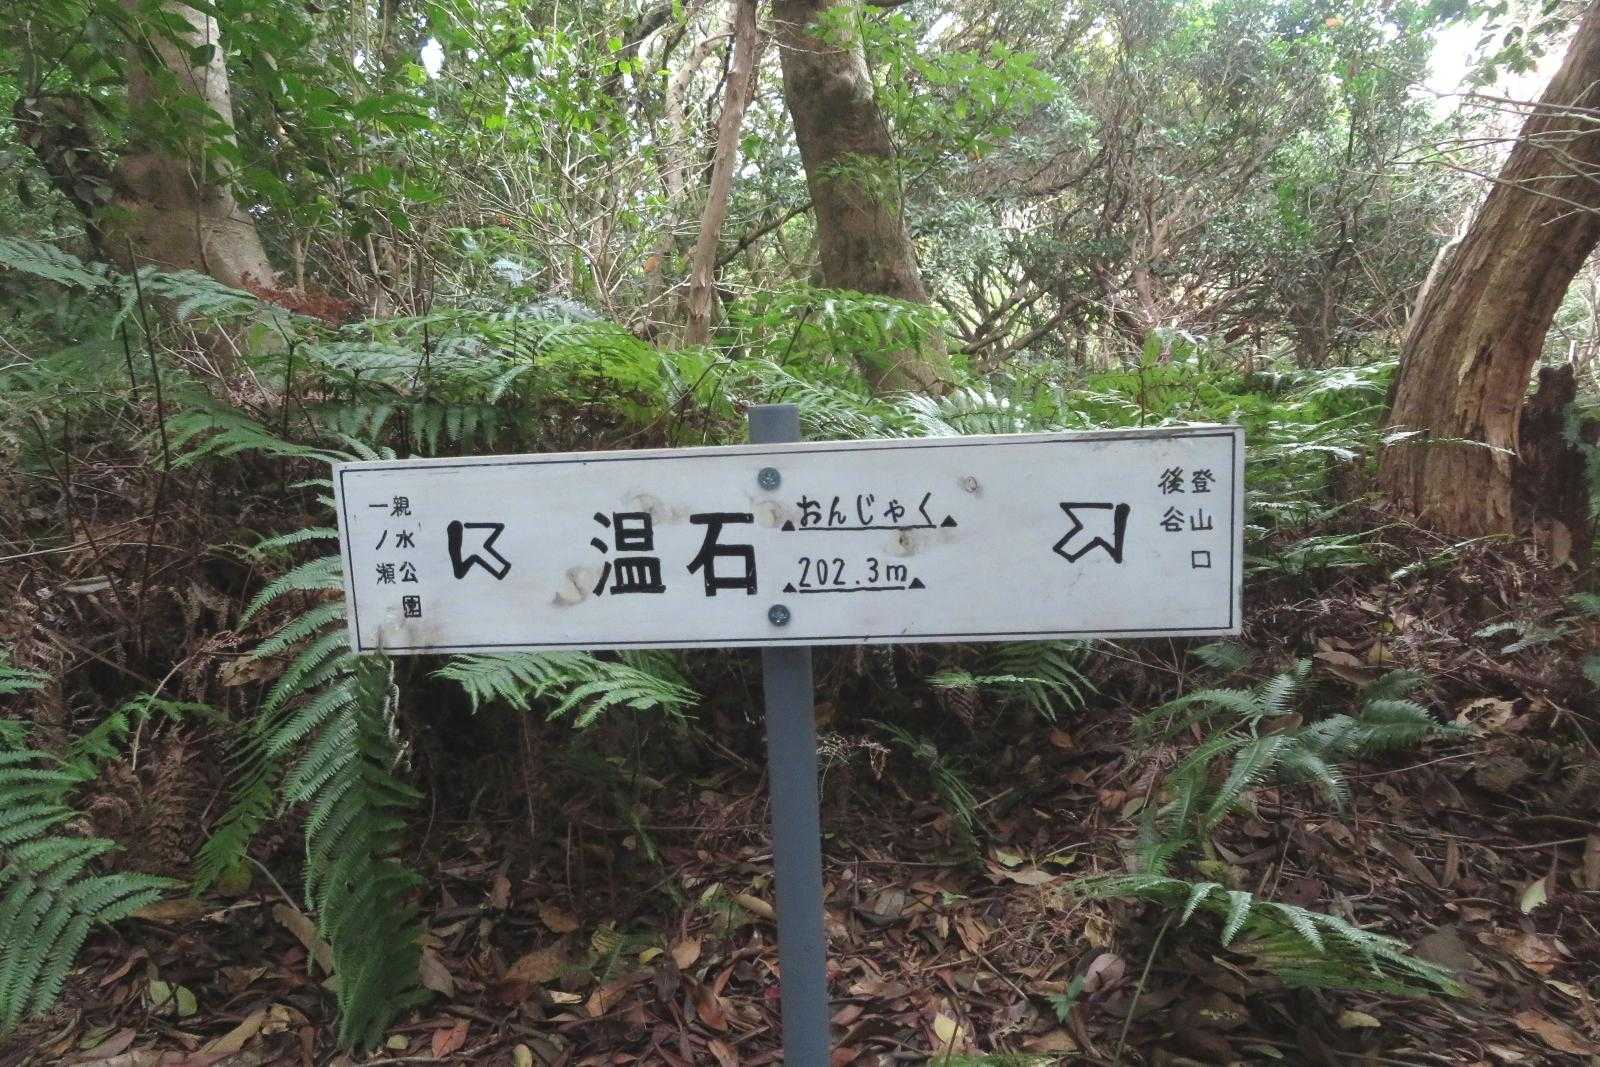 親水公園
一ノ瀬
温石
おんじゃく
202.3m
登山口
後谷